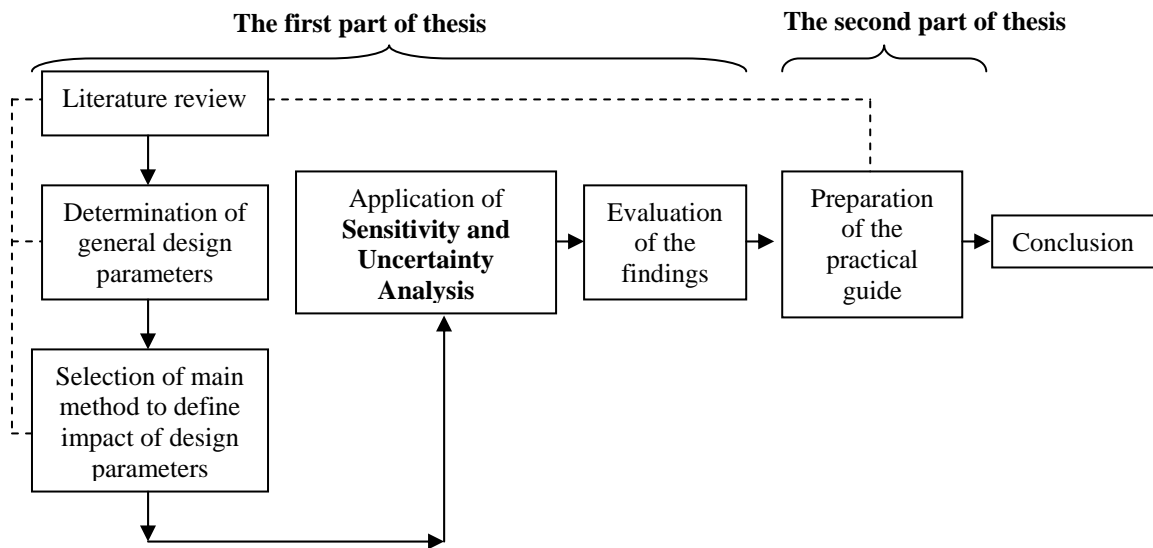 The first part of thesis
The second part of thesis
Literature review
Determination of
general design
parameters
Selection of main
method to define
impact of design
parameters
Application of
Sensitivity and
Uncertainty
Analysis
Evaluation
of the
findings
Preparation
of the
practical
guide
Conclusion